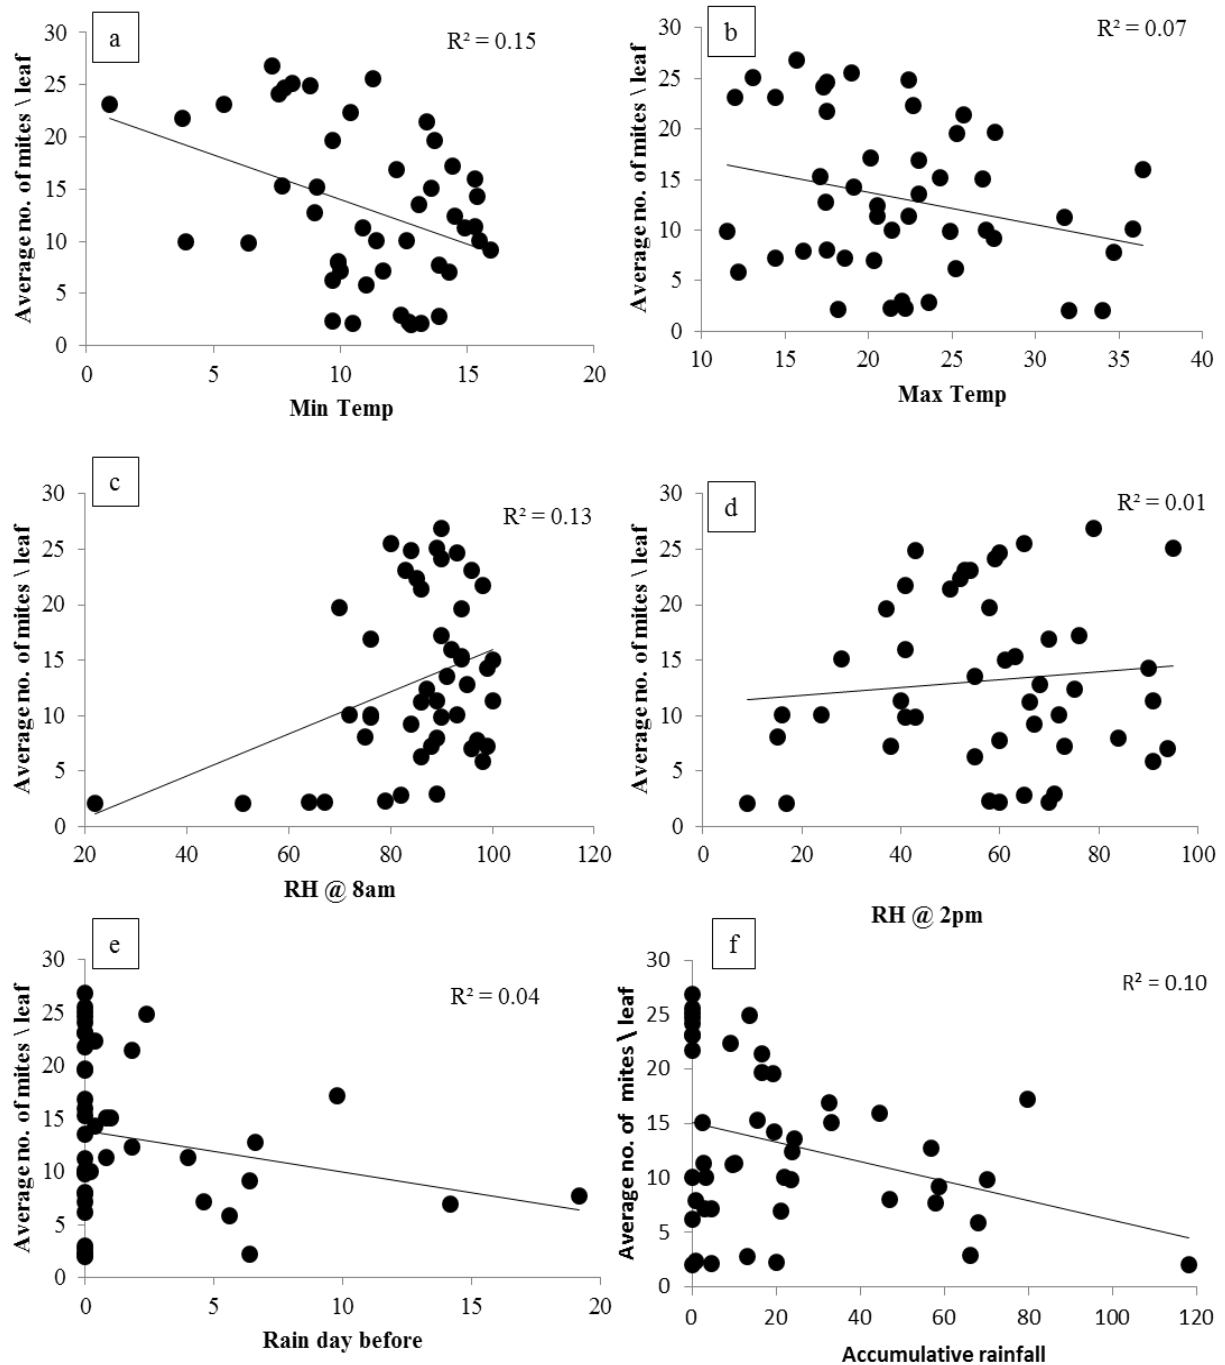 a
R² = 0.15
30
25
20
15
10
5
0
Average no. of mites \ leaf
0 5 10 15 20
Min Temp
b
R² = 0.07
30
25
20
15
10
5
0
Average no. of mites \ leaf
10 15 20 25 30 35 40
Max Temp
c
R² = 0.13
30
25
20
15
10
5
0
Average no. of mites \ leaf
20 40 60 80 100 120
RH @ 8am
d
R² = 0.01
30
25
20
15
10
5
0
Average no. of mites \ leaf
0 20 40 60 80 100
RH @ 2pm
e
R² = 0.04
30
25
20
15
10
5
0
Average no. of mites \ leaf
0 5 10 15 20
Rain day before
f
R² = 0.10
30
25
20
15
10
5
0
Average no. of mites \ leaf
0 20 40 60 80 100 120
Accumulative rainfall